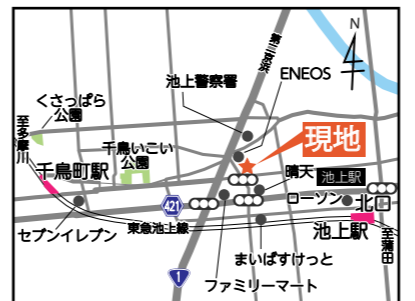 N
第三京浜
ENEOS
池上警察署
くさっぱら
公園
至多摩川
千鳥いこい
公園
千鳥町駅
現地
晴天
池上駅
421
ローソン
北口
セブンイレブン
東急池上線
池上駅
至蒲田
まいばすけっと
1
ファミリーマート